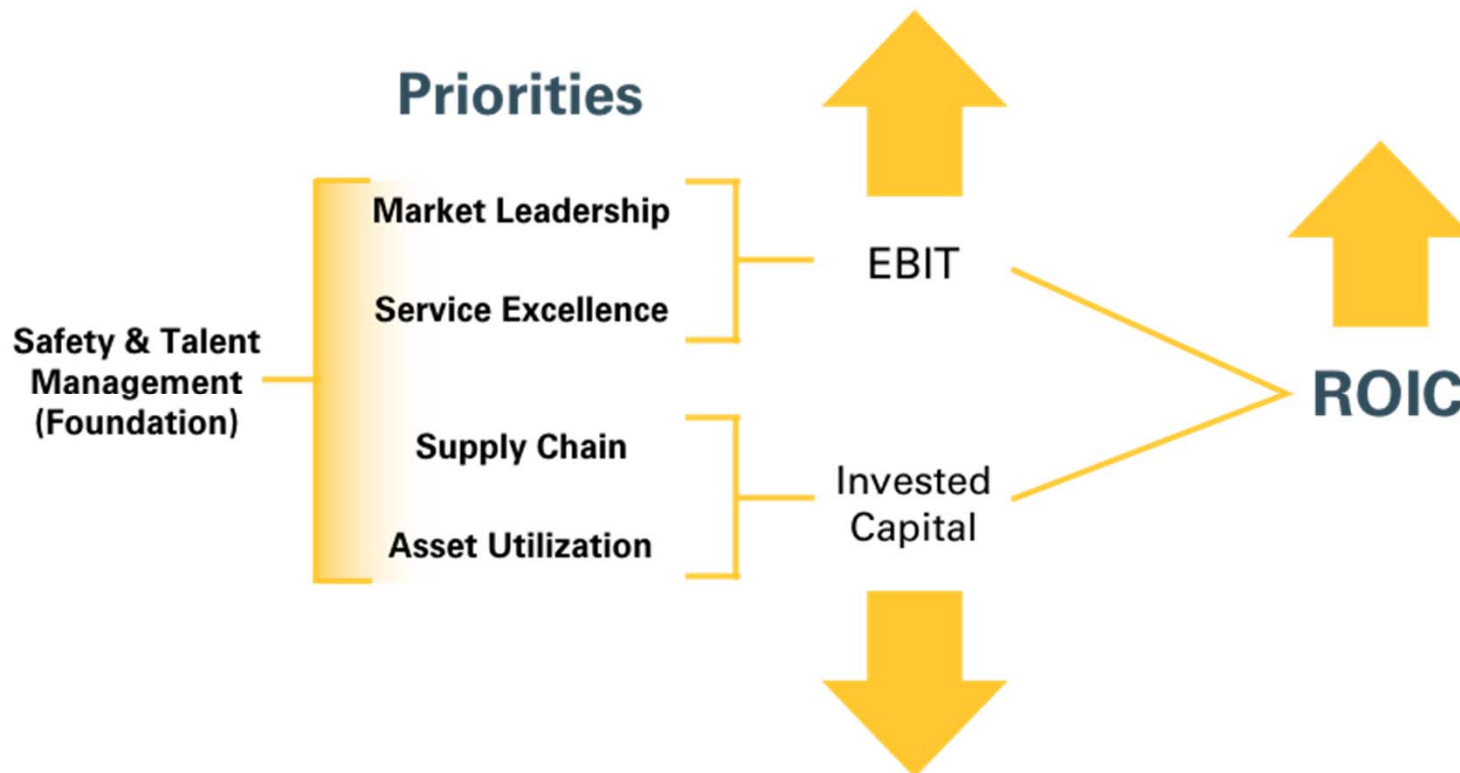 Priorities
Safety & Talent
Management
(Foundation)
Market Leadership
Service Excellence
Supply Chain
Asset Utilization
EBIT
Invested
Capital
ROIC